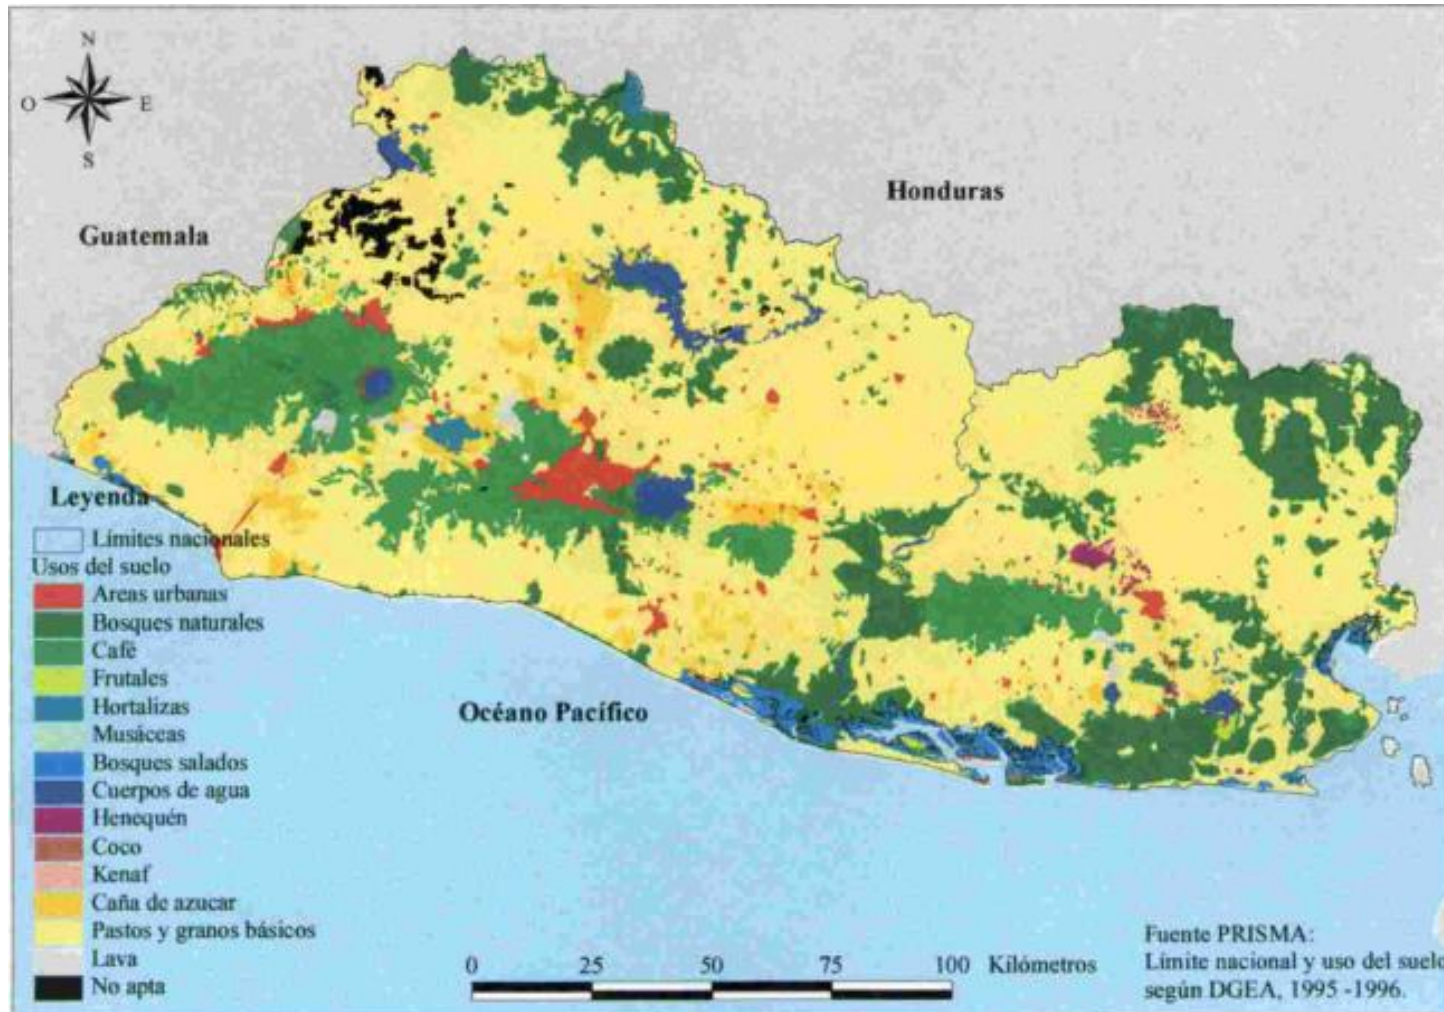 N
O E
S
Honduras
Guatemala
Océano Pacífico
Leyenda
Límites nacionales
Usos del suelo
Areas urbanas
Bosques naturales
Café
Frutales
Hortalizas
Musáceas
Bosques salados
Cuerpos de agua
Henequén
Coco
Kenaf
Caña de azucar
Pastos y granos básicos
Lava
No apta
0 25 50 75 100 Kilómetros
Fuente PRISMA:
Límite nacional y uso del suelo
según DGEA, 1995 -1996.